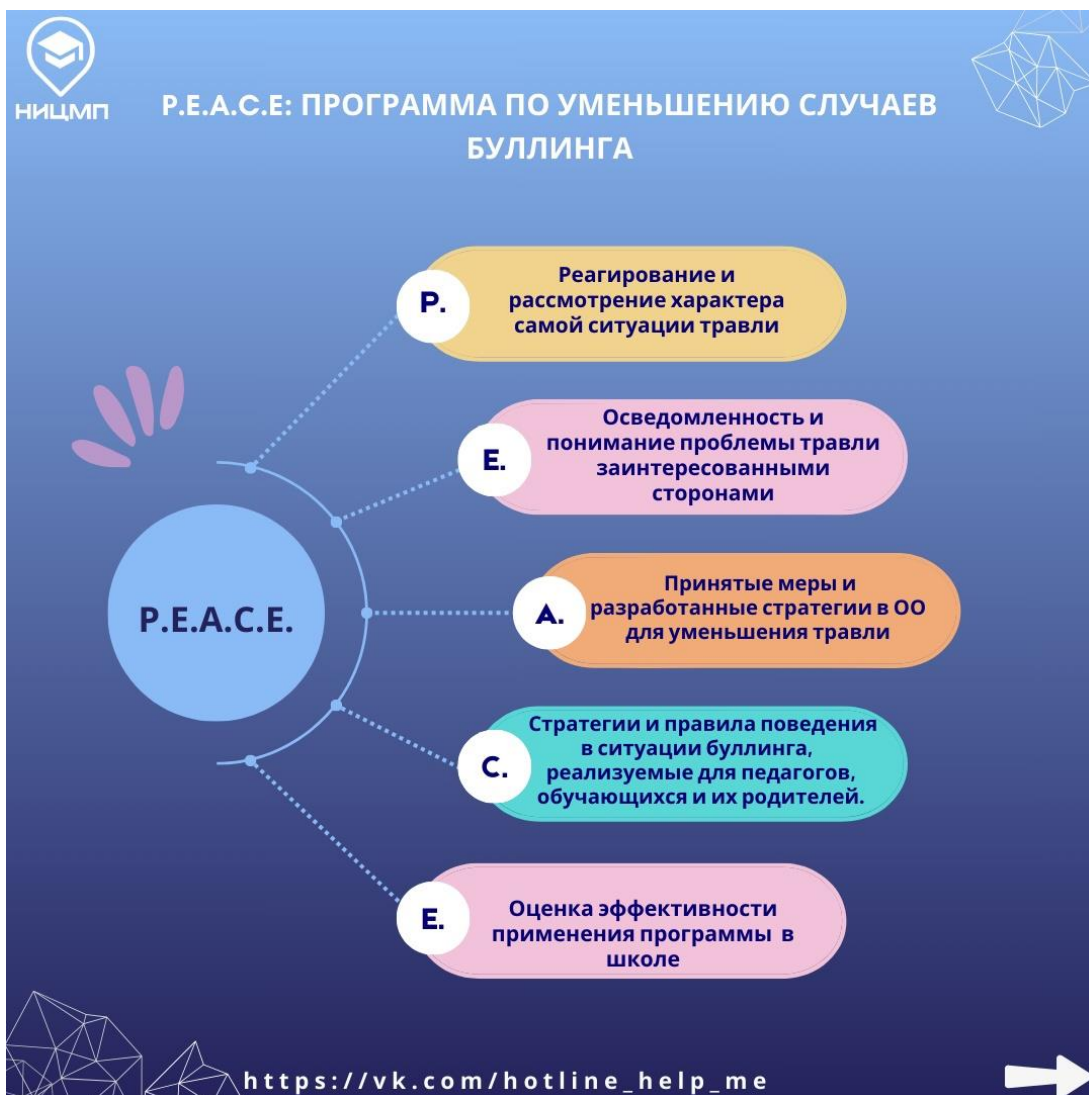 НИЦМП
P.E.A.C.E: ПРОГРАММА ПО УМЕНЬШЕНИЮ СЛУЧАЕВ
БУЛЛИНГА
P.
Реагирование и
рассмотрение характера
самой ситуации травли
E.
Осведомленность и
понимание проблемы травли
заинтересованными
сторонами
P.E.A.C.E.
A.
Принятые меры и
разработанные стратегии в ОО
для уменьшения травли
C.
Стратегии и правила поведения
в ситуации буллинга,
реализуемые для педагогов,
обучающихся и их родителей.
E.
Оценка эффективности
применения программы в
школе
https://vk.com/hotline_help_me